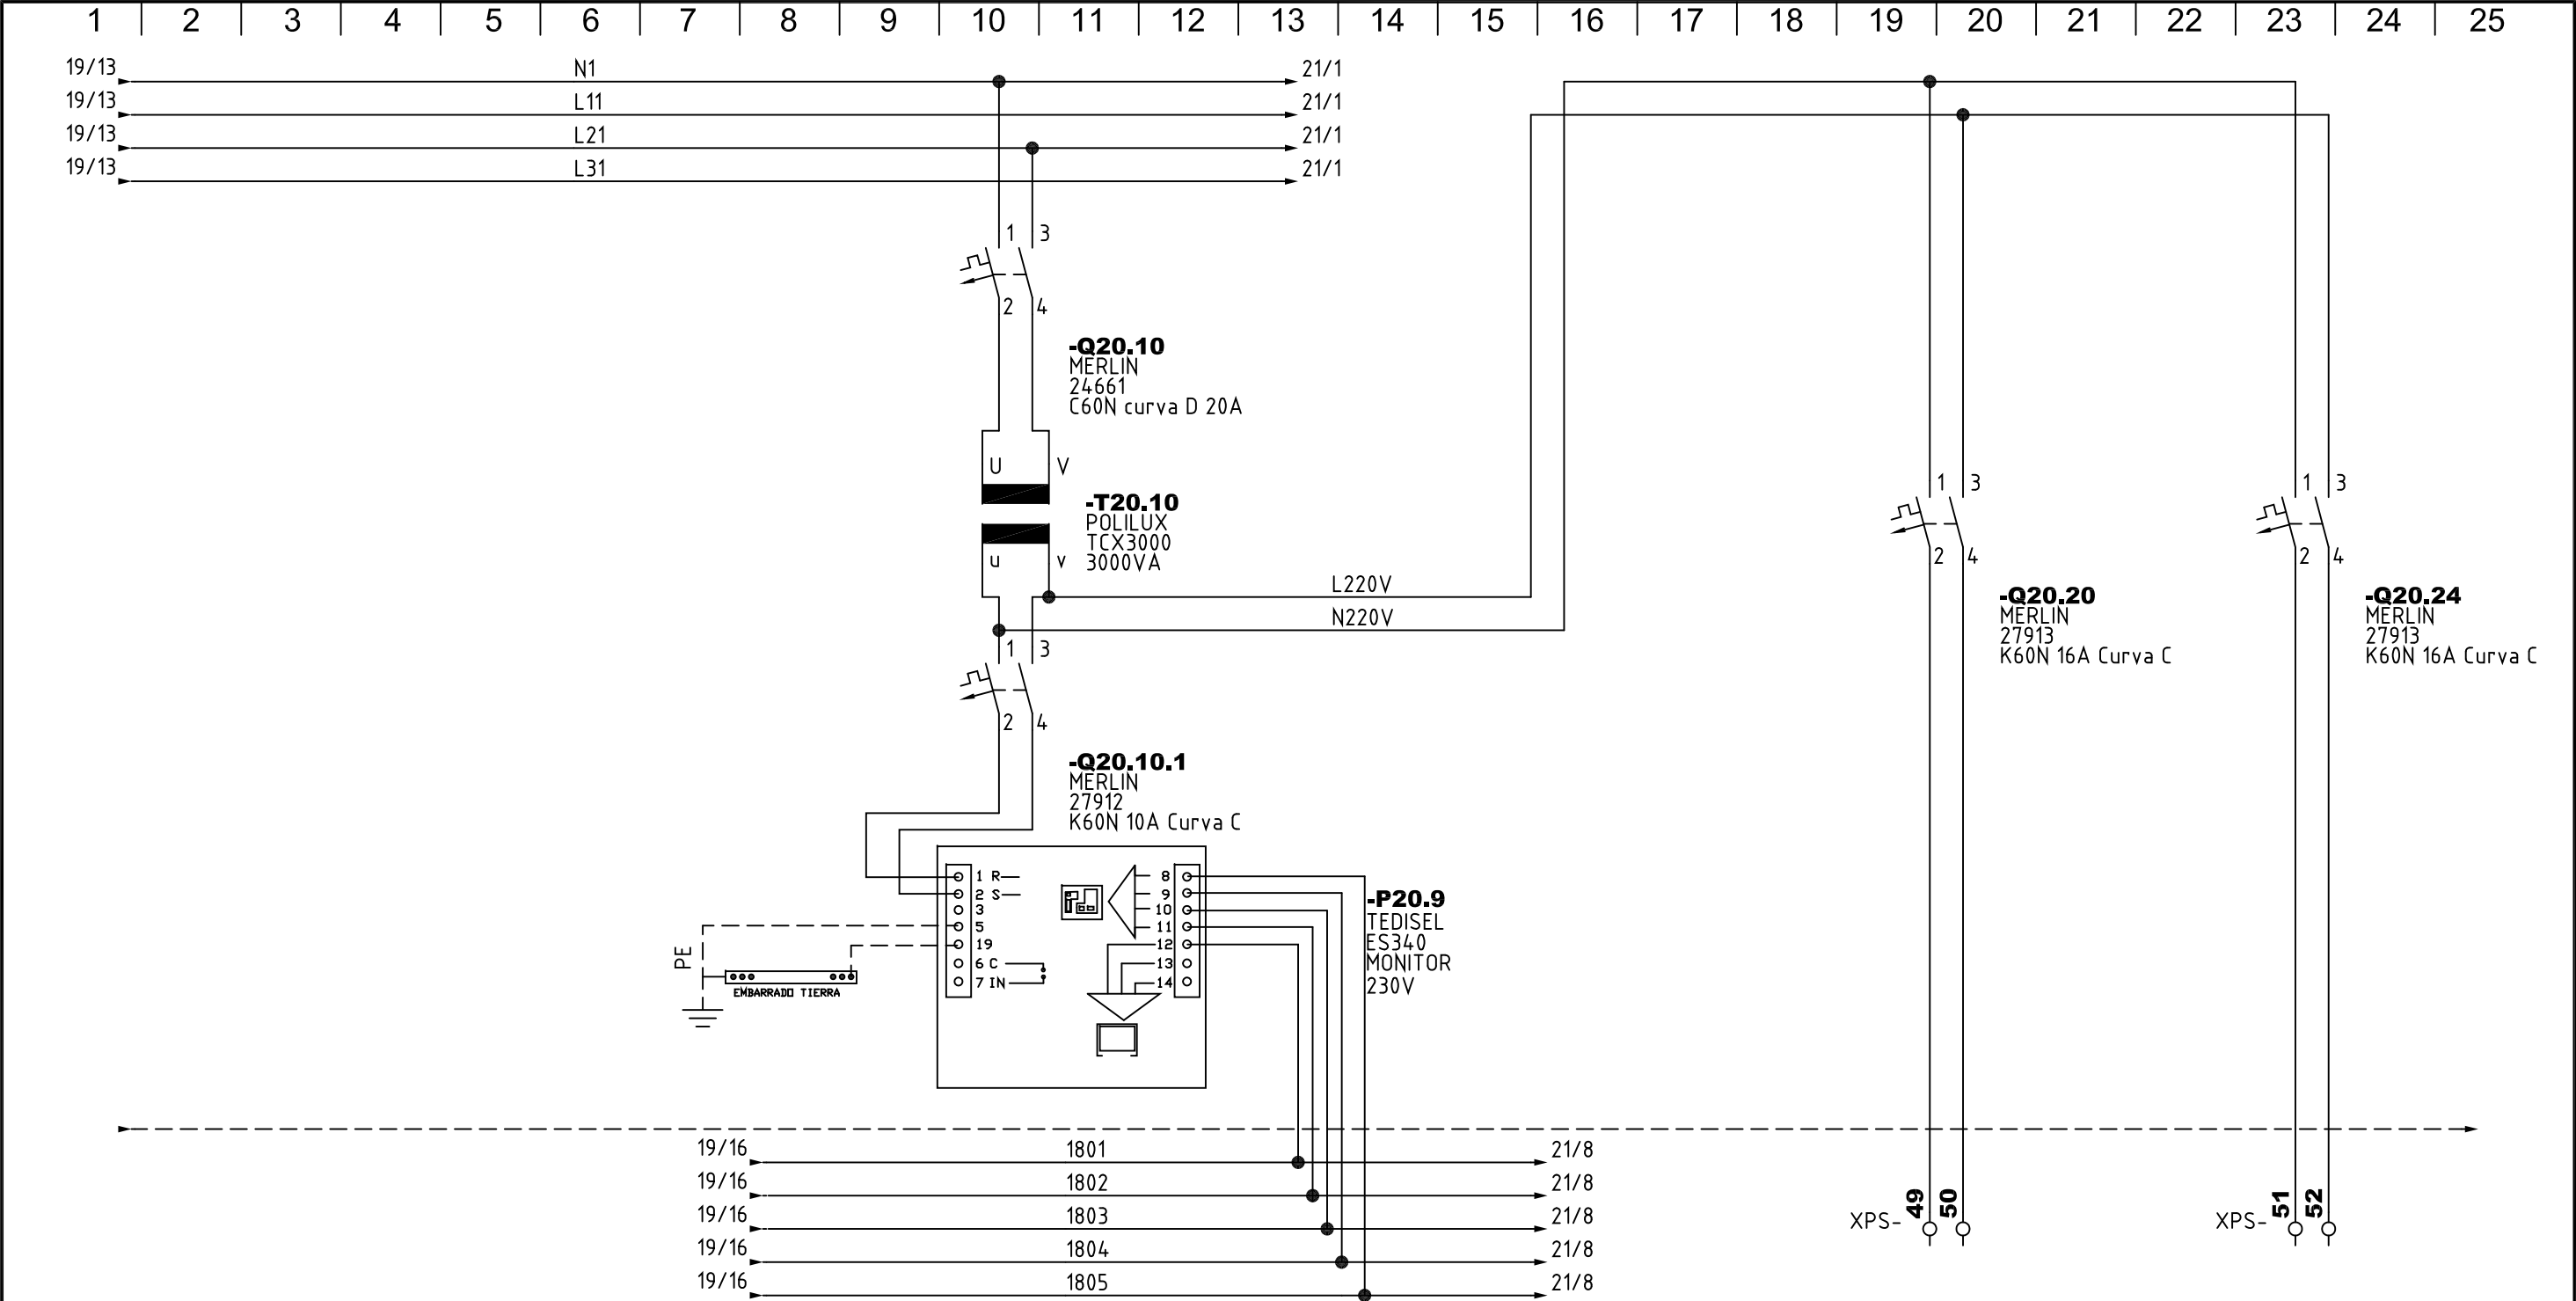 1 2 3 4 5 6 7 8 9 10 11 12 13 14 15 16 17 18 19 20 21 22 23 24 25
19/13 N1 21/1
19/13 L11 21/1
19/13 L21 21/1
19/13 L31 21/1
1 3
2 4
-Q20.10
MERLIN
24661
C60N curva D 20A
U V
-T20.10
POLILUX
TCX3000
3000VA
u v
L220V
N220V
1 3
2 4
-Q20.10.1
MERLIN
27912
K60N 10A Curva C
1 3
2 4
-Q20.20
MERLIN
27913
K60N 16A Curva C
1 3
2 4
-Q20.24
MERLIN
27913
K60N 16A Curva C
1 R
2 S
3
5
19
6 C
7 IN
8
9
10
11
12
13
14
-P20.9
TEDISEL
ES340
MONITOR
230V
PE
EMBARRADO TIERRA
19/16 1801 21/8
19/16 1802 21/8
19/16 1803 21/8
19/16 1804 21/8
19/16 1805 21/8
XPS- 49 50
XPS- 51 52